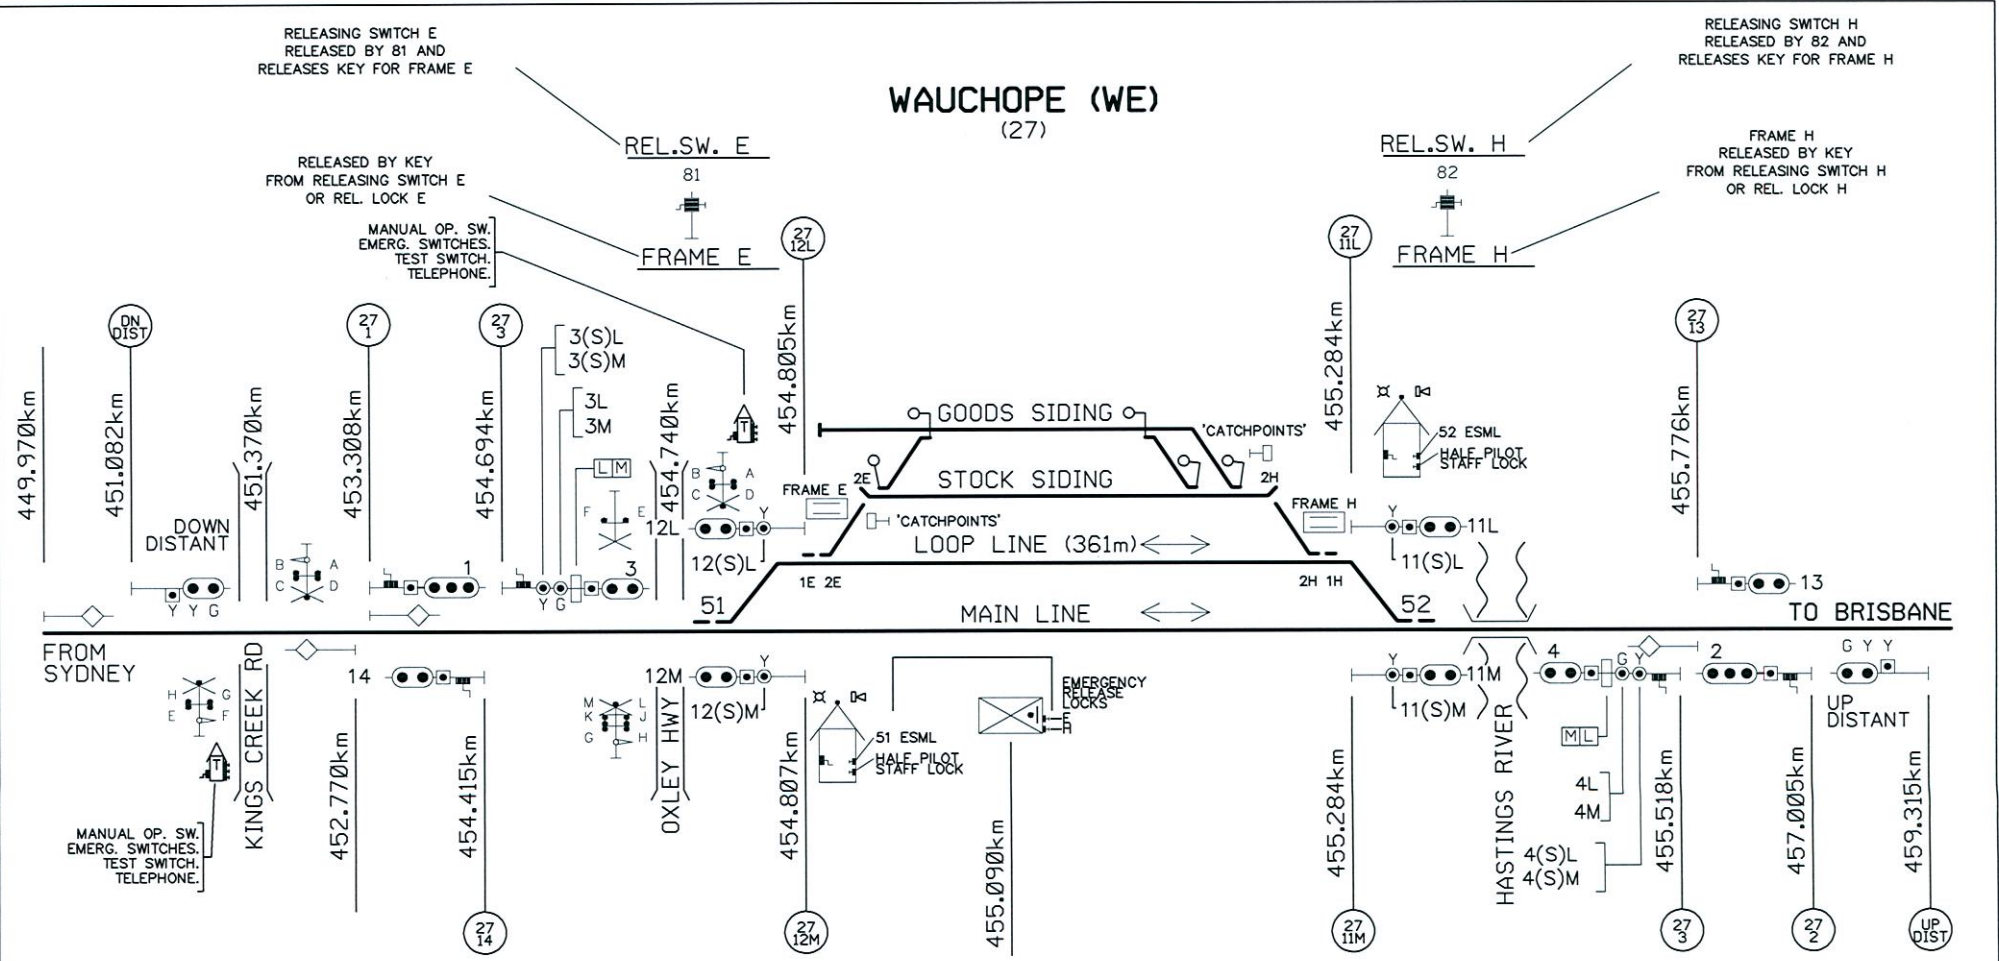 RELEASING SWITCH E
RELEASED BY 81 AND
RELEASES KEY FOR FRAME E
RELEASING SWITCH H
RELEASED BY 82 AND
RELEASES KEY FOR FRAME H
WAUCHOPE (WE)
(27)
REL.SW. E
81
REL.SW. H
82
RELEASED BY KEY
FROM RELEASING SWITCH E
OR REL. LOCK E
FRAME H
RELEASED BY KEY
FROM RELEASING SWITCH H
OR REL. LOCK H
MANUAL OP. SW.
EMERG. SWITCHES.
TEST SWITCH.
TELEPHONE.
FRAME E
FRAME H
27
12L
27
11L
DN
DIST
27
1
27
3
27
13
3(S)L
3(S)M
3L
3M
L M
449.970km
451.082km
451.370km
453.308km
454.694km
454.740km
454.805km
455.284km
455.776km
T
GOODS SIDING
'CATCHPOINTS'
52 ESML
HALF PILOT
STAFF LOCK
2E
STOCK SIDING
2H
B A
C D
F E
FRAME E
FRAME H
'CATCHPOINTS'
DOWN
DISTANT
12L
Y
12(S)L
LOOP LINE (361m)
Y
11L
11(S)L
B A
C D
Y Y G
1
Y G
3
1E 2E
2H 1H
13
51
MAIN LINE
52
TO BRISBANE
FROM
SYDNEY
14
12M
Y
12(S)M
Y
11M
11(S)M
4
G Y
2
G Y Y
UP
DISTANT
H G
E F
M L
K J
G H
EMERGENCY
RELEASE
LOCKS
E
H
51 ESML
HALF PILOT
STAFF LOCK
M L
4L
4M
4(S)L
4(S)M
T
KINGS CREEK RD
OXLEY HWY
HASTINGS RIVER
MANUAL OP. SW.
EMERG. SWITCHES.
TEST SWITCH.
TELEPHONE.
452.770km
454.415km
454.807km
455.090km
455.284km
455.518km
457.005km
459.315km
27
14
27
12M
27
11M
27
3
27
2
UP
DIST